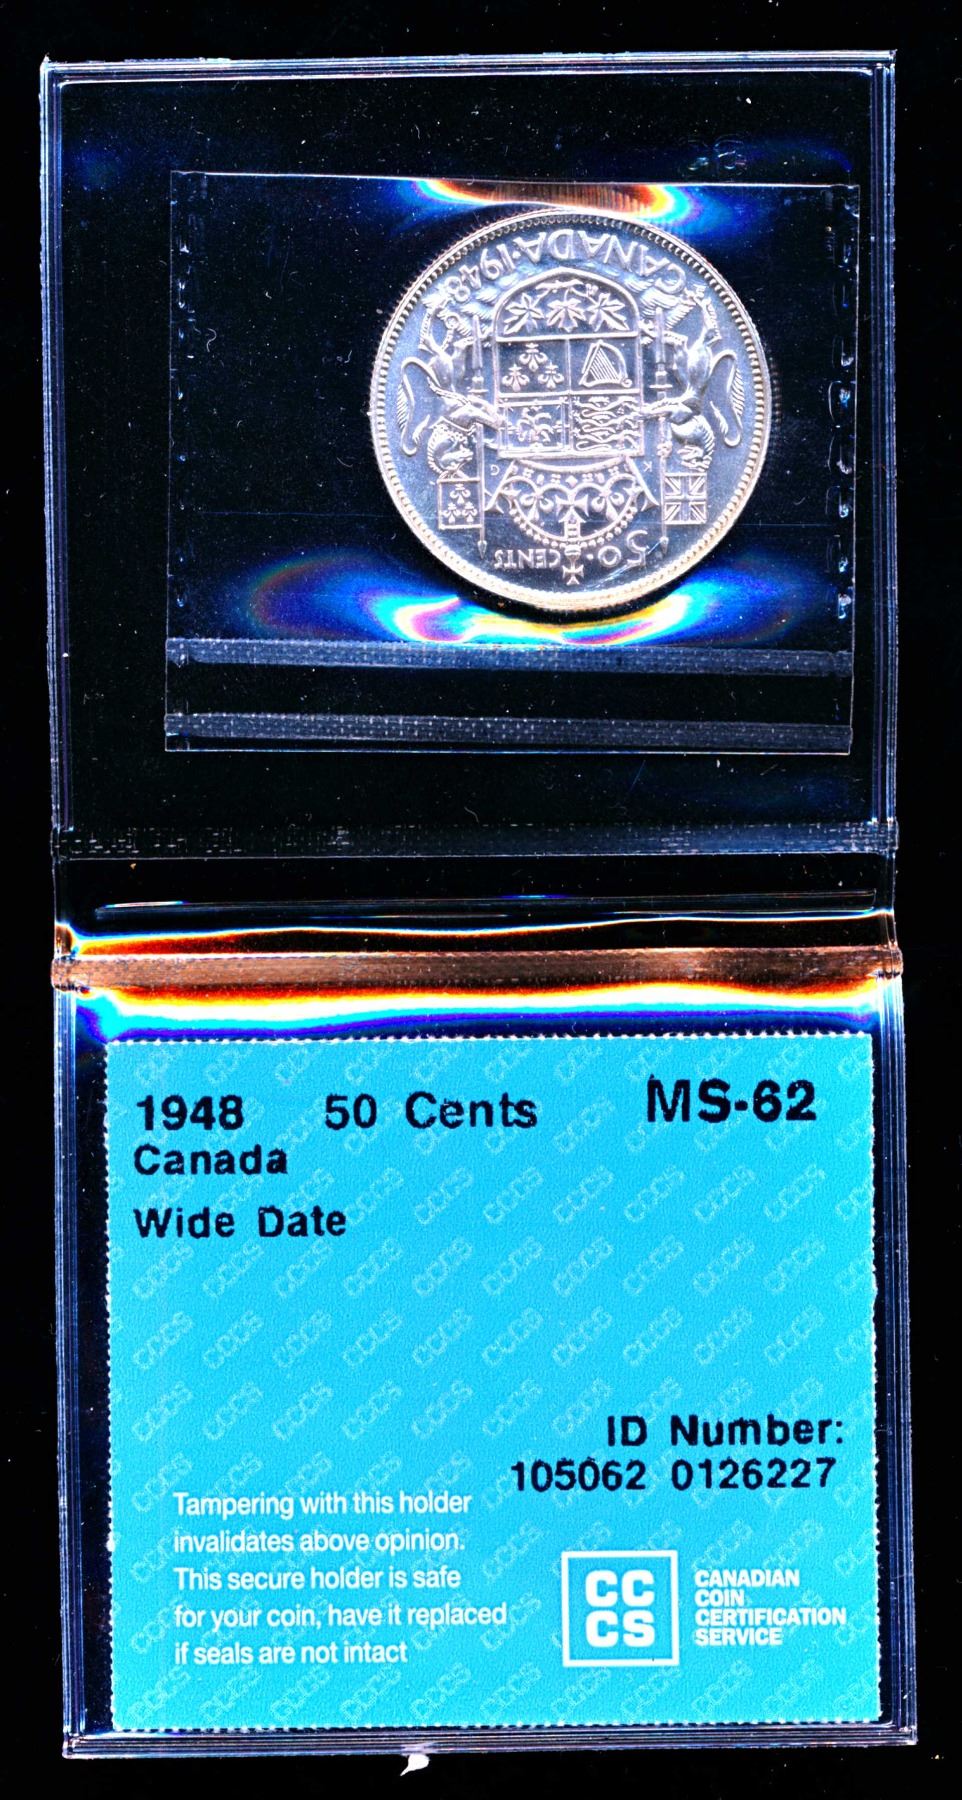 CANADA·1948
K G
50·CENTS
1948 50 Cents MS-62
Canada
Wide Date
ID Number:
105062 0126227
Tampering with this holder
invalidates above opinion.
This secure holder is safe
for your coin, have it replaced
if seals are not intact
CC
CS
CANADIAN
COIN
CERTIFICATION
SERVICE